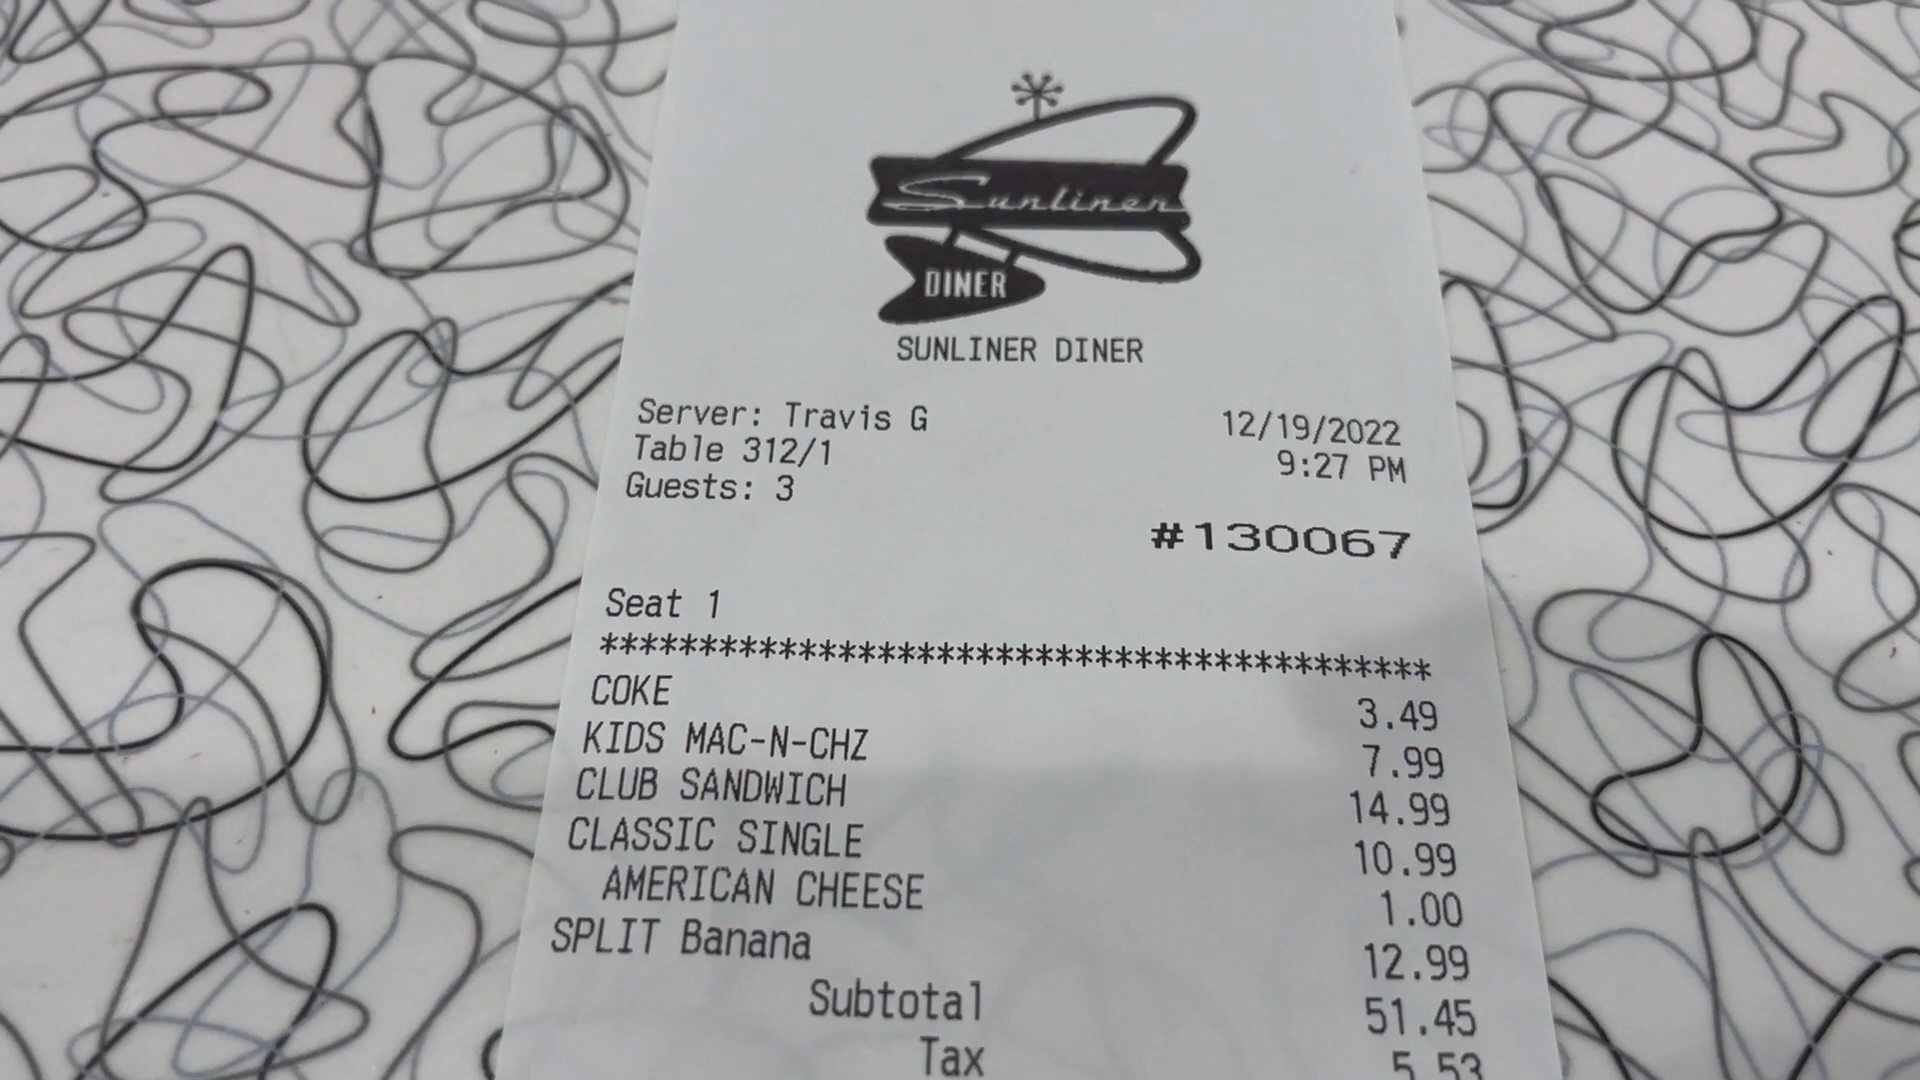 Sunliner
DINER
SUNLINER DINER
Server: Travis G 12/19/2022
Table 312/1 9:27 PM
Guests: 3
#130067
Seat 1
******************************************
COKE 3.49
KIDS MAC-N-CHZ 7.99
CLUB SANDWICH 14.99
CLASSIC SINGLE 10.99
AMERICAN CHEESE 1.00
SPLIT Banana 12.99
Subtotal 51.45
Tax 5.53